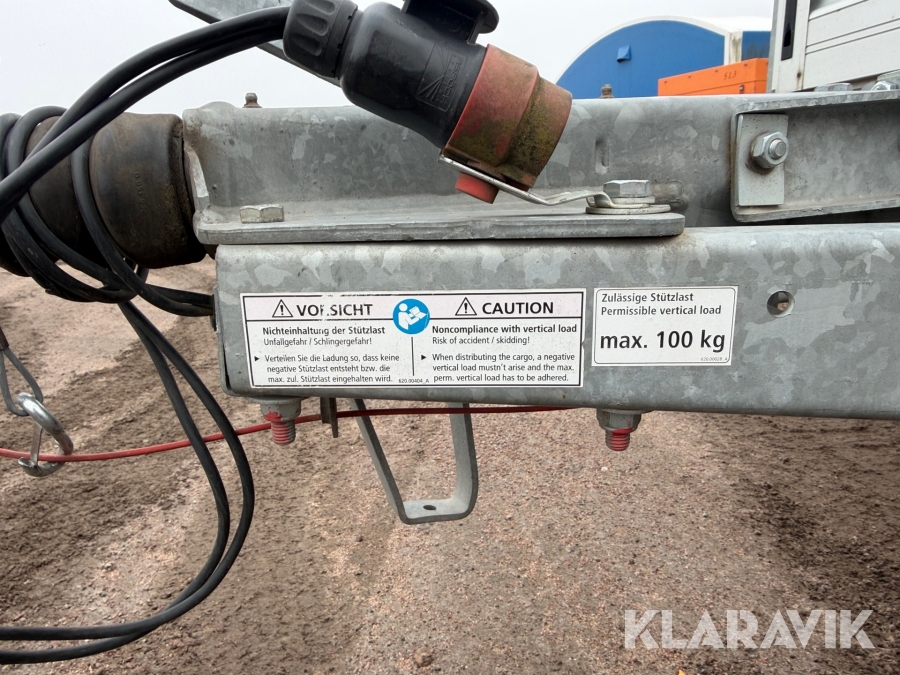 VORSICHT
Nichteinhaltung der Stützlast
Unfallgefahr / Schlingergefahr!
▶ Verteilen Sie die Ladung so, dass keine
negative Stützlast entsteht bzw. die
max. zul. Stützlast eingehalten wird.
620.00404_A
CAUTION
Noncompliance with vertical load
Risk of accident / skidding!
▶ When distributing the cargo, a negative
vertical load mustn't arise and the max.
perm. vertical load has to be adhered.
Zulässige Stützlast
Permissible vertical load
max. 100 kg
KLARAVIK